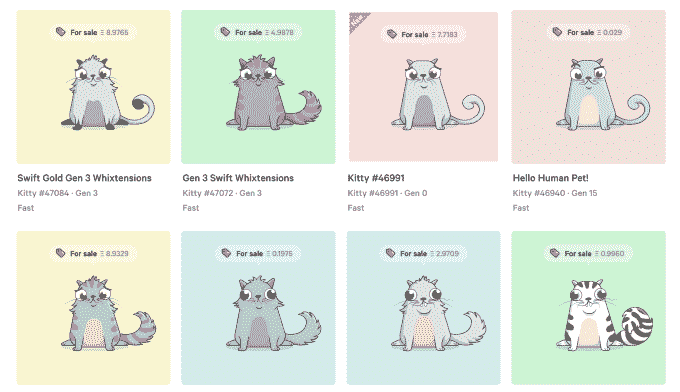 For sale Ξ 8.9766
For sale Ξ 4.9878
For sale Ξ 7.7183
For sale Ξ 0.029
Swift Gold Gen 3 Whixtensions
Kitty #47084 · Gen 3
Fast
Gen 3 Swift Whixtensions
Kitty #47072 · Gen 3
Fast
Kitty #46991
Kitty #46991 · Gen 0
Fast
Hello Human Pet!
Kitty #46940 · Gen 15
Fast
For sale Ξ 8.9329
For sale Ξ 0.1975
For sale Ξ 2.9709
For sale Ξ 0.9960